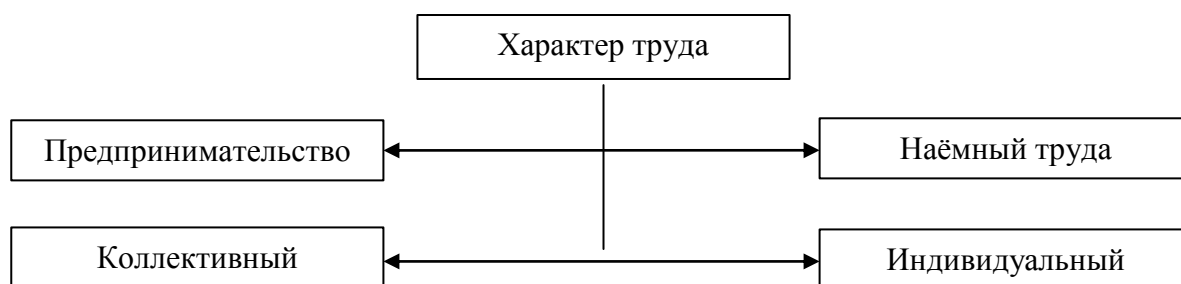 Характер труда
Предпринимательство
Наёмный труда
Коллективный
Индивидуальный